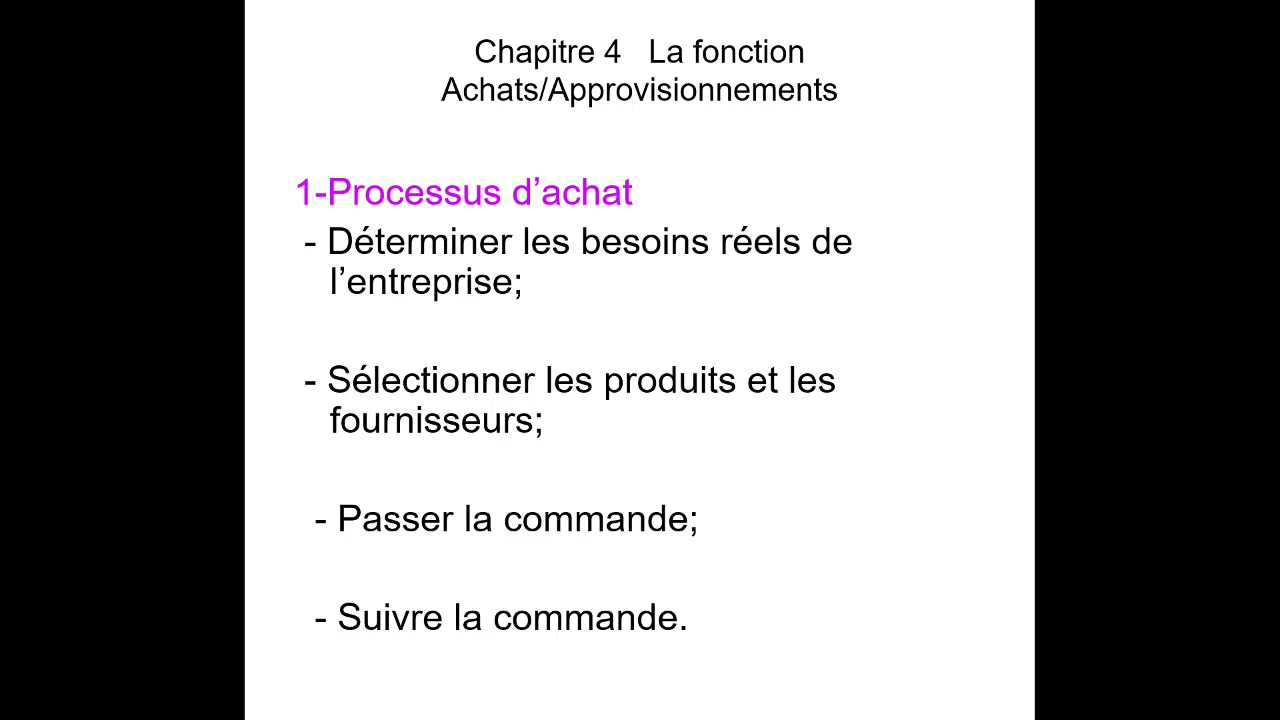 Chapitre 4   La fonction
Achats/Approvisionnements
1-Processus d’achat
- Déterminer les besoins réels de
l’entreprise;
- Sélectionner les produits et les
fournisseurs;
- Passer la commande;
- Suivre la commande.